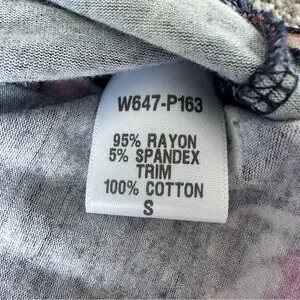 W647-P163
95% RAYON
5% SPANDEX
TRIM
100% COTTON
S